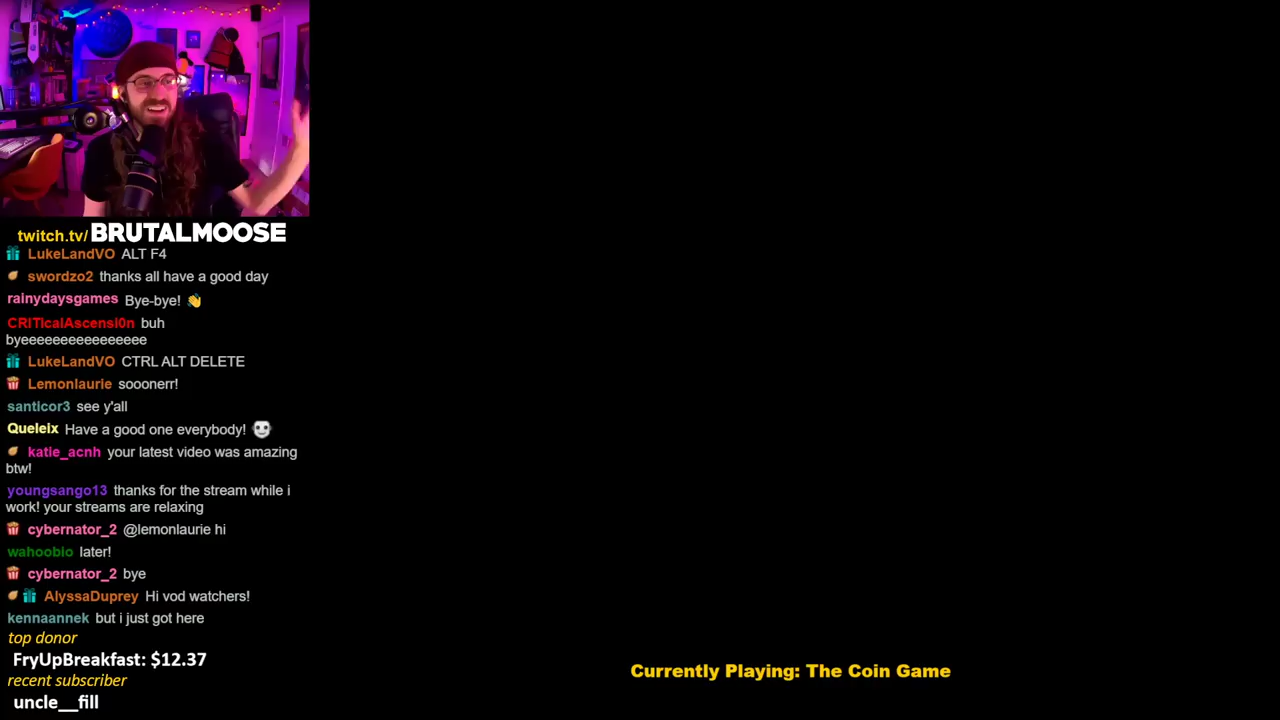 twitch.tv/BRUTALMOOSE
LukeLandVO ALT F4
swordzo2 thanks all have a good day
rainydaysgames Bye-bye! 👋
CRITicalAscensi0n buh
byeeeeeeeeeeeeeeee
LukeLandVO CTRL ALT DELETE
Lemonlaurie sooonerr!
santicor3 see y'all
Queleix Have a good one everybody!
katie_acnh your latest video was amazing
btw!
youngsango13 thanks for the stream while i
work! your streams are relaxing
cybernator_2 @lemonlaurie hi
wahoobio later!
cybernator_2 bye
AlyssaDuprey Hi vod watchers!
kennaannek but i just got here
top donor
FryUpBreakfast: $12.37
recent subscriber
uncle__fill
Currently Playing: The Coin Game